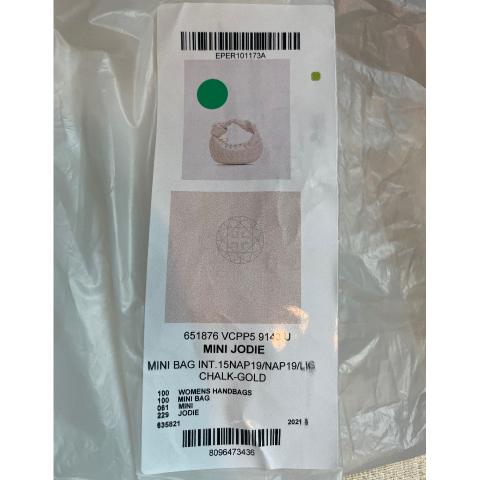 EPER101173A
651876 VCPP5 U
MINI JODIE
MINI BAG INT.15NAP19/NAP19/LIG
CHALK-GOLD
100 WOMENS HANDBAGS
100 MINI BAG
061 MINI
229 JODIE
635821 2021
8096473436